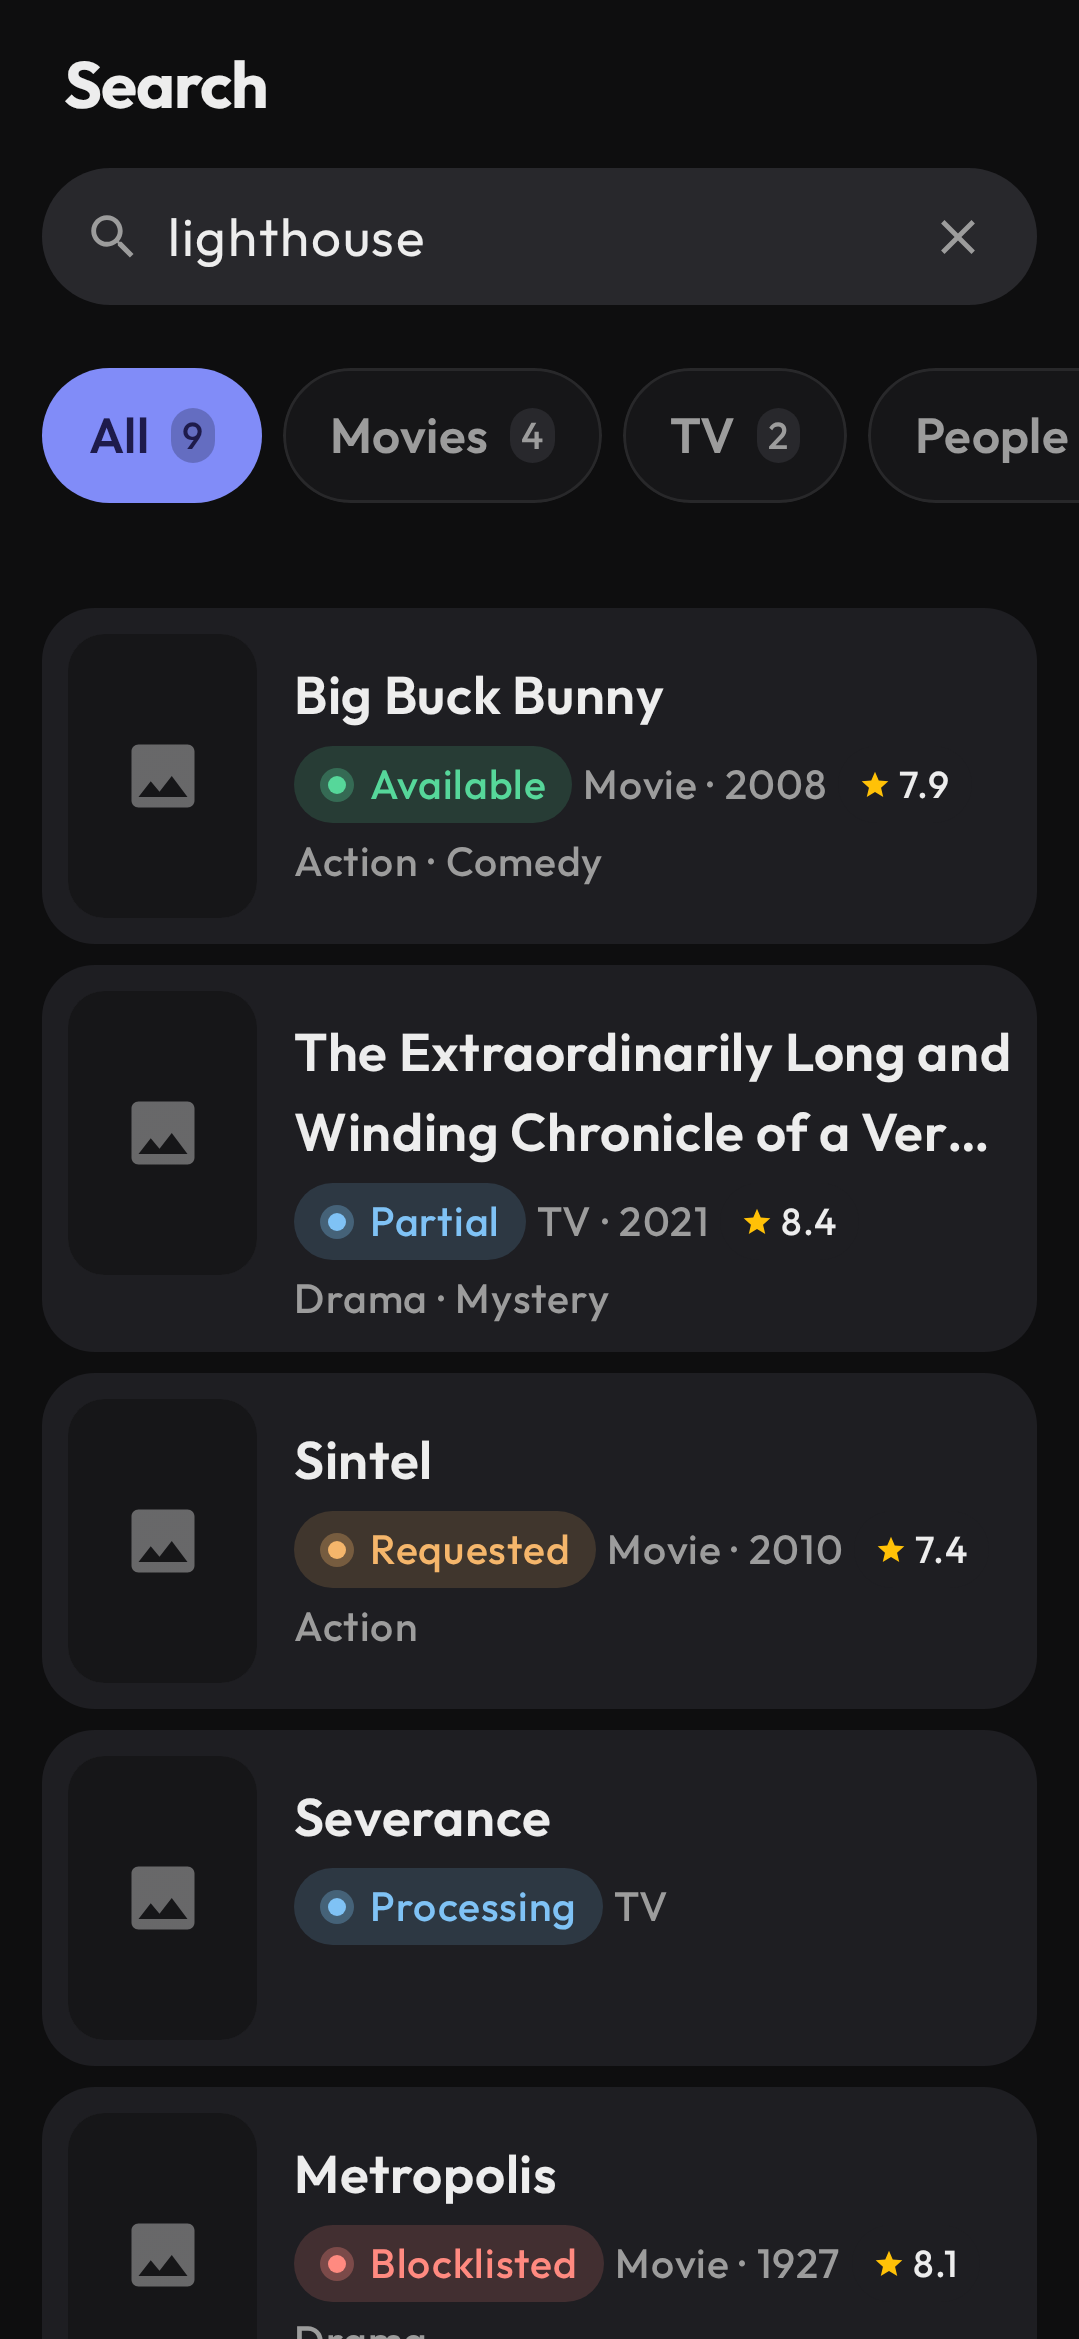 Search
lighthouse
All 9 Movies 4 TV 2 People
Big Buck Bunny
Available Movie · 2008 7.9
Action · Comedy
The Extraordinarily Long and
Winding Chronicle of a Ver...
Partial TV · 2021 8.4
Drama · Mystery
Sintel
Requested Movie · 2010 7.4
Action
Severance
Processing TV
Metropolis
Blocklisted Movie · 1927 8.1
Drama